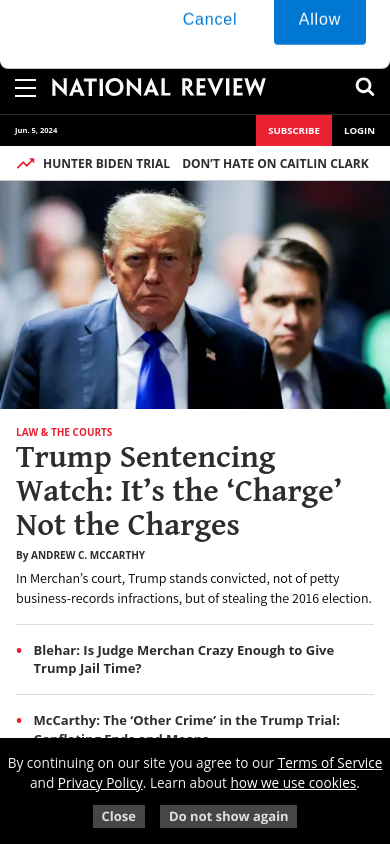 Cancel
Allow
NATIONAL REVIEW
Jun. 5, 2024
SUBSCRIBE
LOGIN
HUNTER BIDEN TRIAL
DON’T HATE ON CAITLIN CLARK
LAW & THE COURTS
Trump Sentencing
Watch: It’s the ‘Charge’
Not the Charges
By ANDREW C. MCCARTHY
In Merchan’s court, Trump stands convicted, not of petty
business-records infractions, but of stealing the 2016 election.
Blehar: Is Judge Merchan Crazy Enough to Give
Trump Jail Time?
McCarthy: The ‘Other Crime’ in the Trump Trial:
By continuing on our site you agree to our Terms of Service
and Privacy Policy. Learn about how we use cookies.
Close
Do not show again